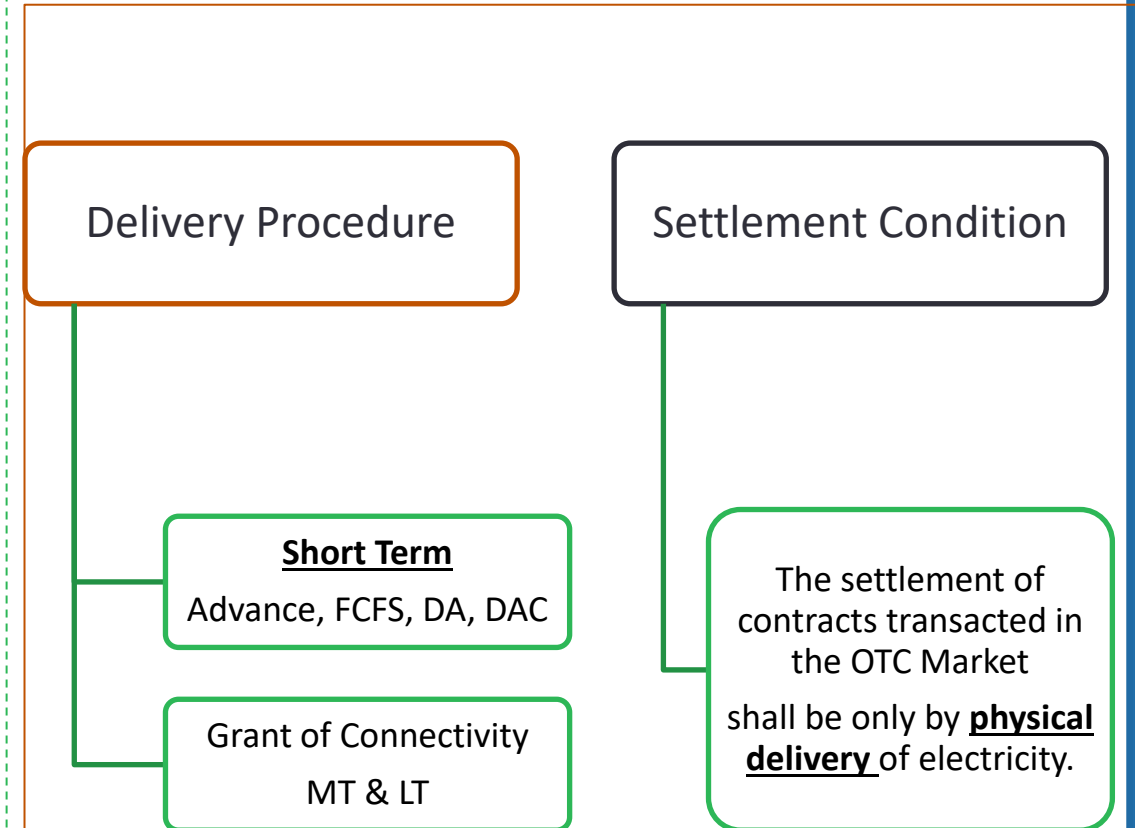 Delivery Procedure
Short Term
Advance, FCFS, DA, DAC
Grant of Connectivity
MT & LT
Settlement Condition
The settlement of
contracts transacted in
the OTC Market
shall be only by physical
delivery of electricity.